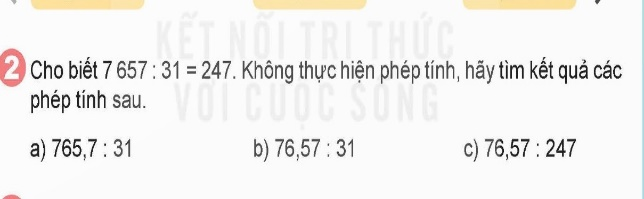 KẾT NỐI TRI THỨC
2 Cho biết 7 657 : 31 = 247. Không thực hiện phép tính, hãy tìm kết quả các
phép tính sau.
VỚI CUỘC SỐNG
a) 765,7 : 31 b) 76,57 : 31 c) 76,57 : 247